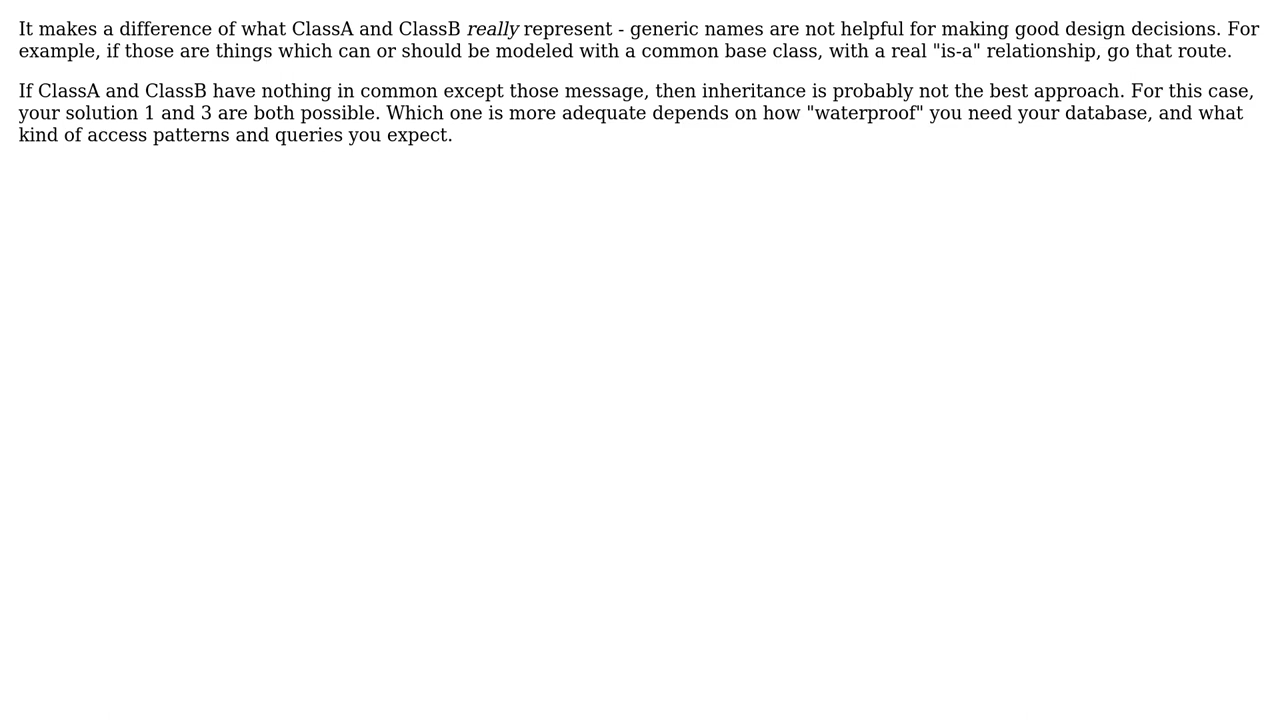 It makes a difference of what ClassA and ClassB really represent - generic names are not helpful for making good design decisions. For
example, if those are things which can or should be modeled with a common base class, with a real "is-a" relationship, go that route.
If ClassA and ClassB have nothing in common except those message, then inheritance is probably not the best approach. For this case,
your solution 1 and 3 are both possible. Which one is more adequate depends on how "waterproof" you need your database, and what
kind of access patterns and queries you expect.